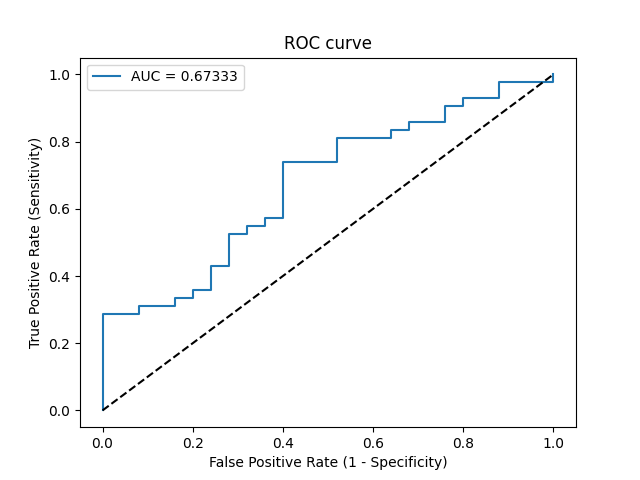 ROC curve
AUC = 0.67333
1.0
0.8
0.6
0.4
0.2
0.0
True Positive Rate (Sensitivity)
0.0 0.2 0.4 0.6 0.8 1.0
False Positive Rate (1 - Specificity)